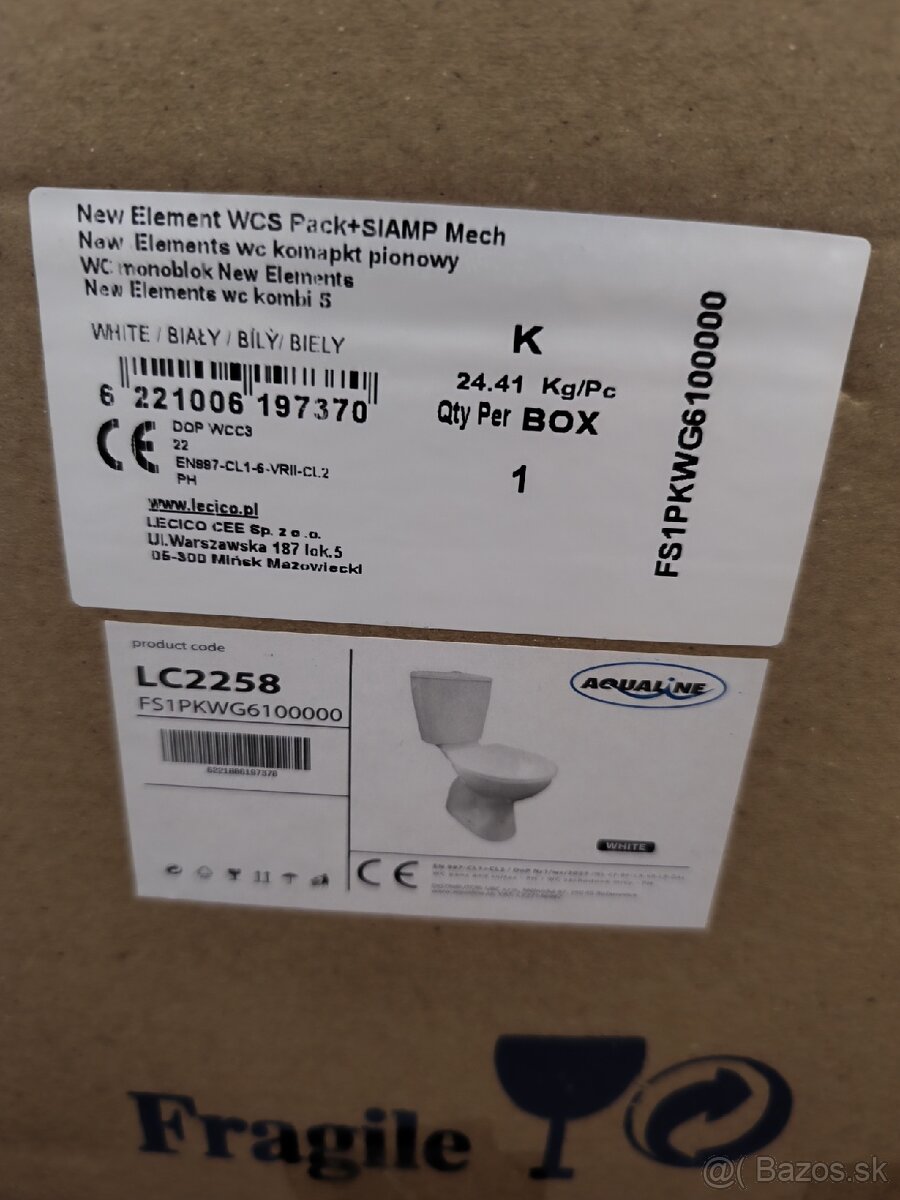 New Element WCS Pack+SIAMP Mech
New Elements wc komapkt pionowy
WC monoblok New Elements
New Elements wc kombi S
WHITE / BIAŁY / BÍLÝ/ BIELY
6 221006 197370
K
24.41 Kg/Pc
Qty Per BOX
1
FS1PKWG6100000
CE
DOP WCC3
22
EN997-CL1-6-VRII-CL2
PH
www.lecico.pl
LECICO CEE Sp. z o .o.
Ul.Warszawska 187 lok.5
05-300 Mińsk Mazowiecki
product code
LC2258
FS1PKWG6100000
6221006197370
AQUALINE
WHITE
CE
Fragile
@( Bazos.sk